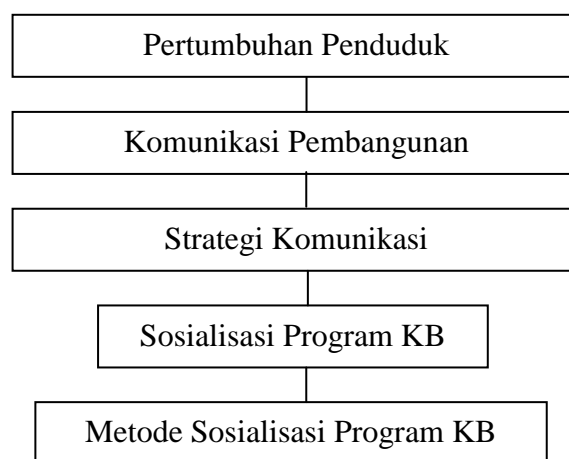 Pertumbuhan Penduduk
Komunikasi Pembangunan
Strategi Komunikasi
Sosialisasi Program KB
Metode Sosialisasi Program KB